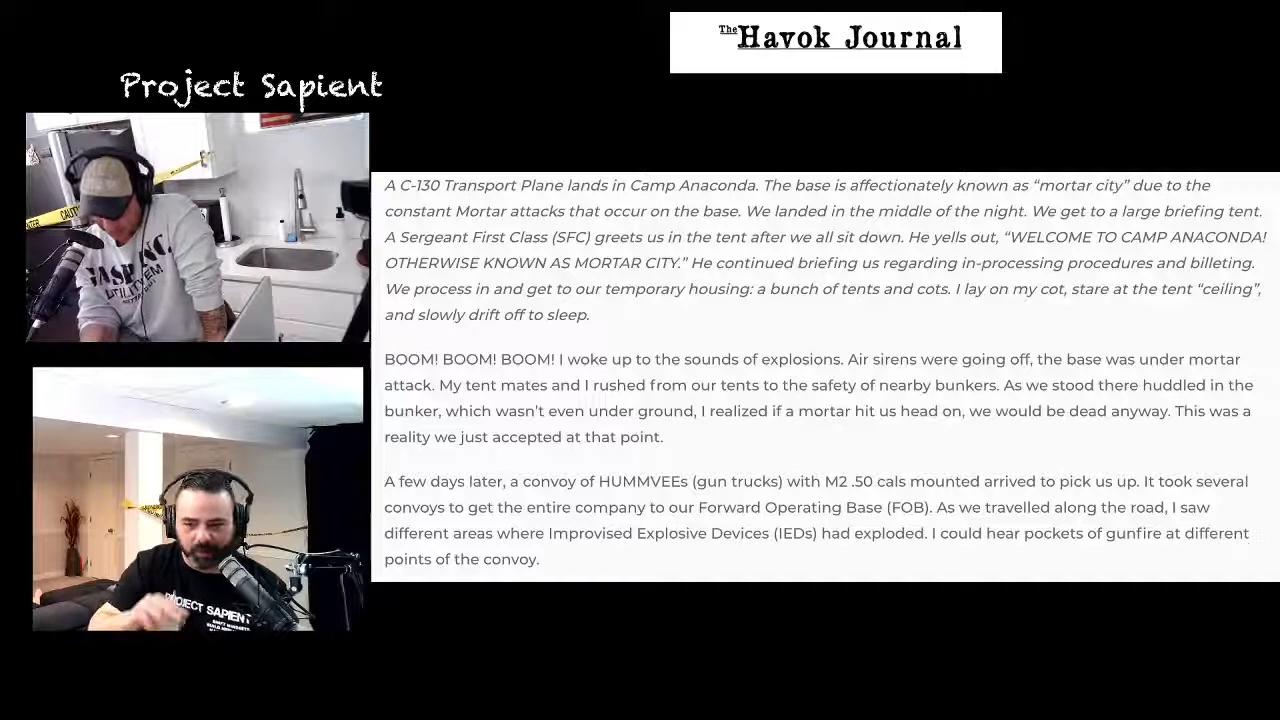 The Havok Journal
Project Sapient
CAUTION
A C-130 Transport Plane lands in Camp Anaconda. The base is affectionately known as “mortar city” due to the
constant Mortar attacks that occur on the base. We landed in the middle of the night. We get to a large briefing tent.
A Sergeant First Class (SFC) greets us in the tent after we all sit down. He yells out, “WELCOME TO CAMP ANACONDA!
OTHERWISE KNOWN AS MORTAR CITY.” He continued briefing us regarding in-processing procedures and billeting.
We process in and get to our temporary housing: a bunch of tents and cots. I lay on my cot, stare at the tent “ceiling”,
and slowly drift off to sleep.
BOOM! BOOM! BOOM! I woke up to the sounds of explosions. Air sirens were going off, the base was under mortar
attack. My tent mates and I rushed from our tents to the safety of nearby bunkers. As we stood there huddled in the
bunker, which wasn’t even under ground, I realized if a mortar hit us head on, we would be dead anyway. This was a
reality we just accepted at that point.
A few days later, a convoy of HUMMVEEs (gun trucks) with M2 .50 cals mounted arrived to pick us up. It took several
convoys to get the entire company to our Forward Operating Base (FOB). As we travelled along the road, I saw
different areas where Improvised Explosive Devices (IEDs) had exploded. I could hear pockets of gunfire at different
points of the convoy.
PROJECT SAPIENT